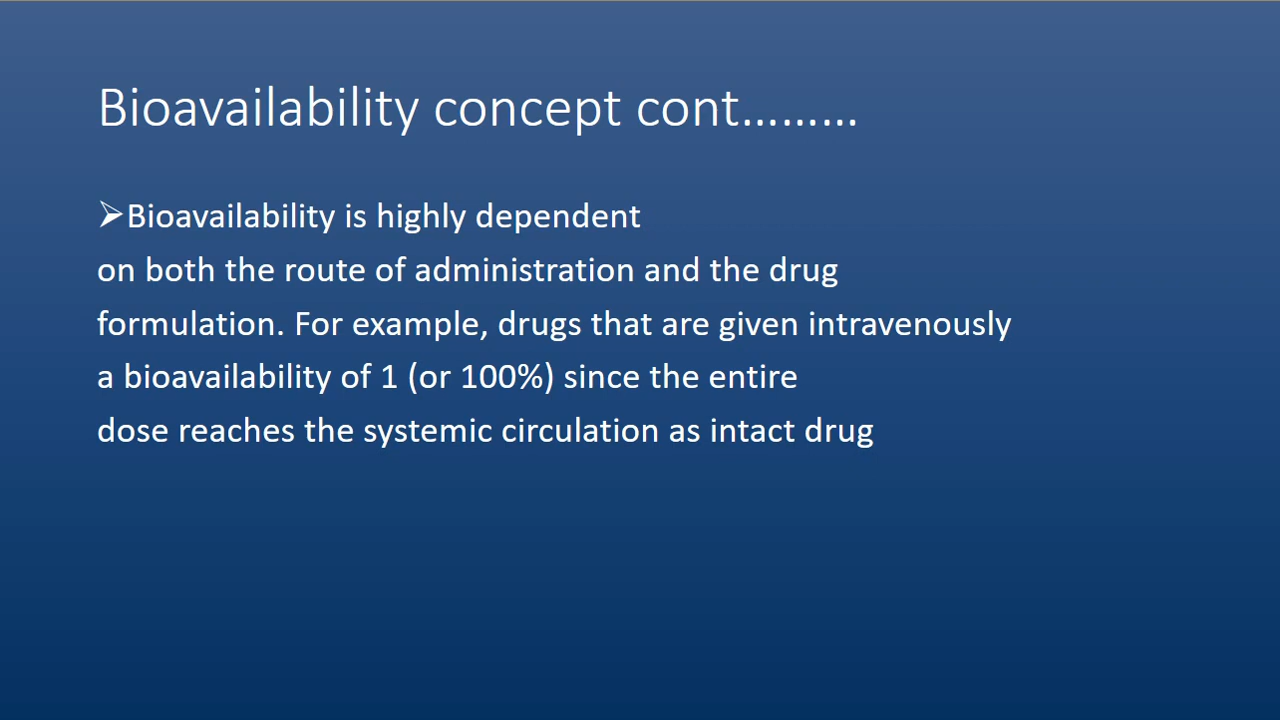 Bioavailability concept cont………
➢Bioavailability is highly dependent
on both the route of administration and the drug
formulation. For example, drugs that are given intravenously
a bioavailability of 1 (or 100%) since the entire
dose reaches the systemic circulation as intact drug